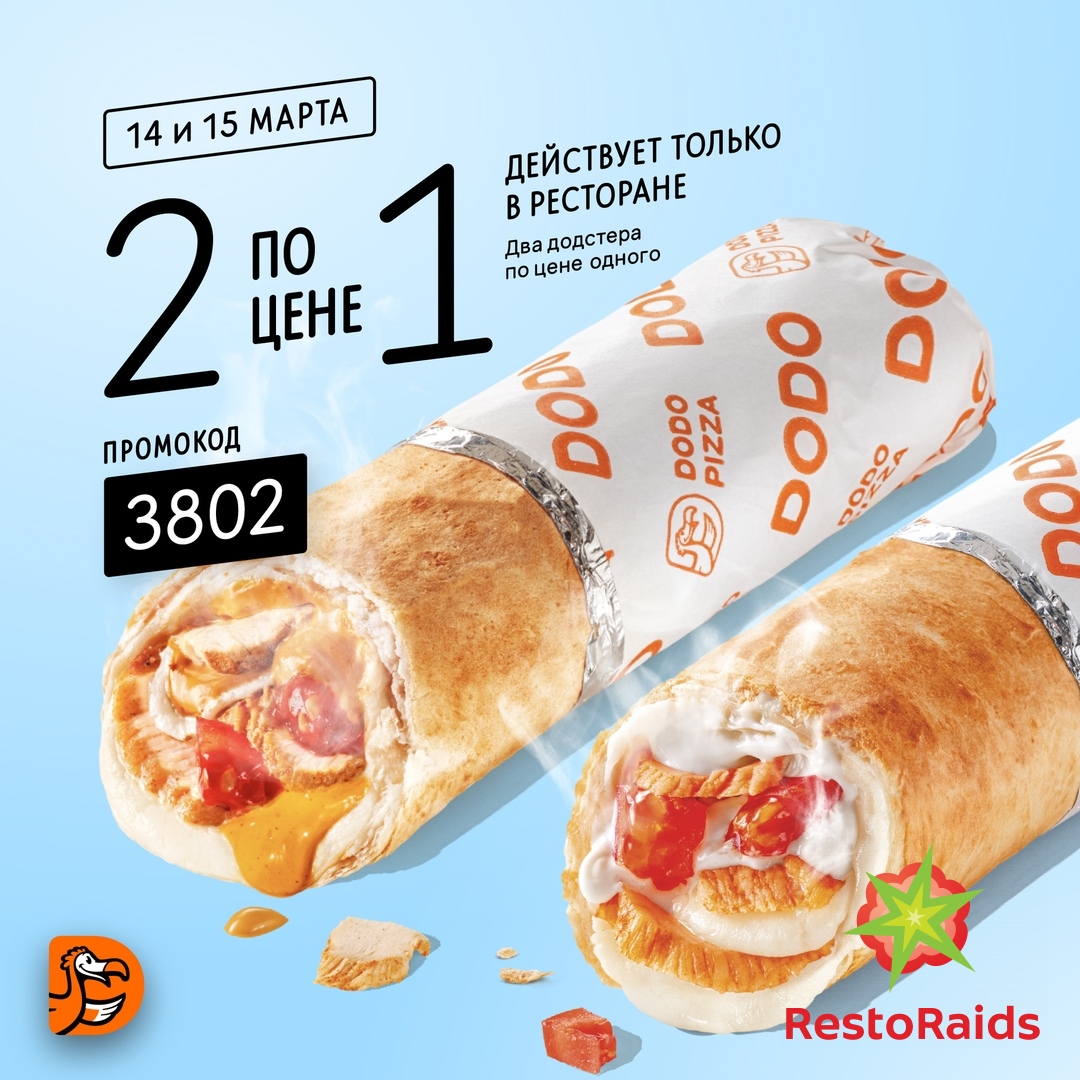 14 и 15 МАРТА
2 ПО ЦЕНЕ 1
ДЕЙСТВУЕТ ТОЛЬКО
В РЕСТОРАНЕ
Два додстера
по цене одного
ПРОМОКОД
3802
DODO
DODO
DODO
PIZZA
DODO
DODO
PIZZA
RestoRaids